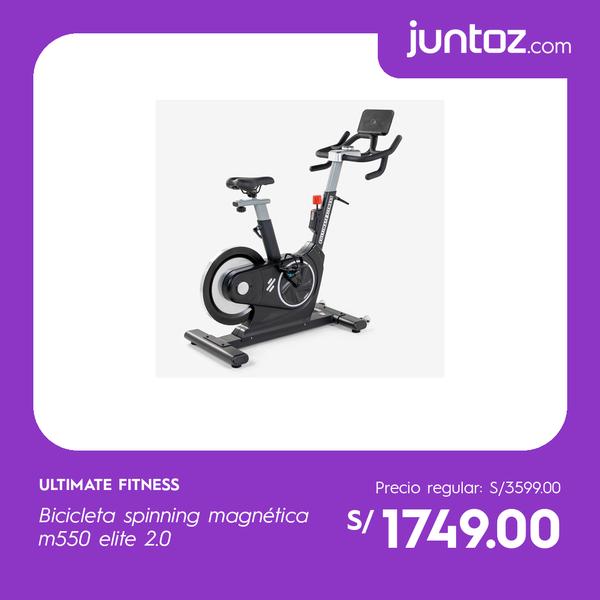 juntoz.com
ULTIMATE FITNESS
Bicicleta spinning magnética
m550 elite 2.0
Precio regular: S/3599.00
S/1749.00